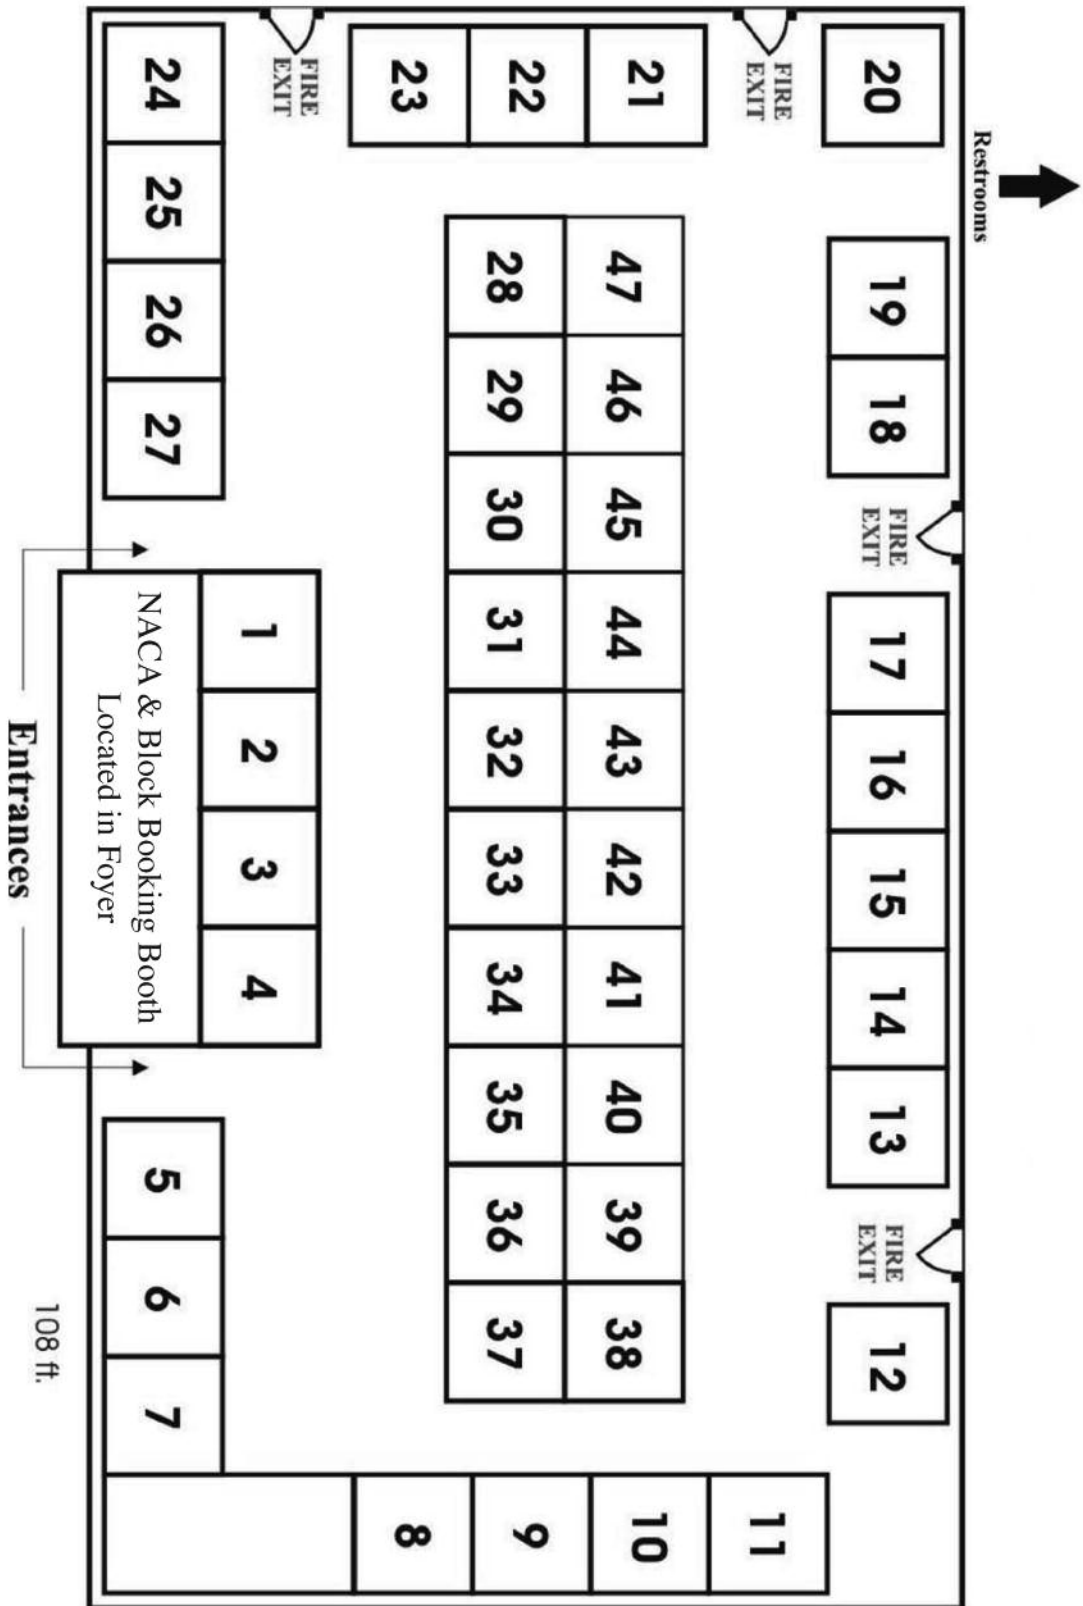 Restrooms
20
19 18
FIRE
EXIT
17 16 15 14 13
FIRE
EXIT
12
FIRE
EXIT
11
21
22
23
47 46 45 44 43 42 41 40 39 38
28 29 30 31 32 33 34 35 36 37
10
9
8
FIRE
EXIT
1 2 3 4
24 25 26 27
NACA & Block Booking Booth
Located in Foyer
5 6 7
108 ft.
Entrances